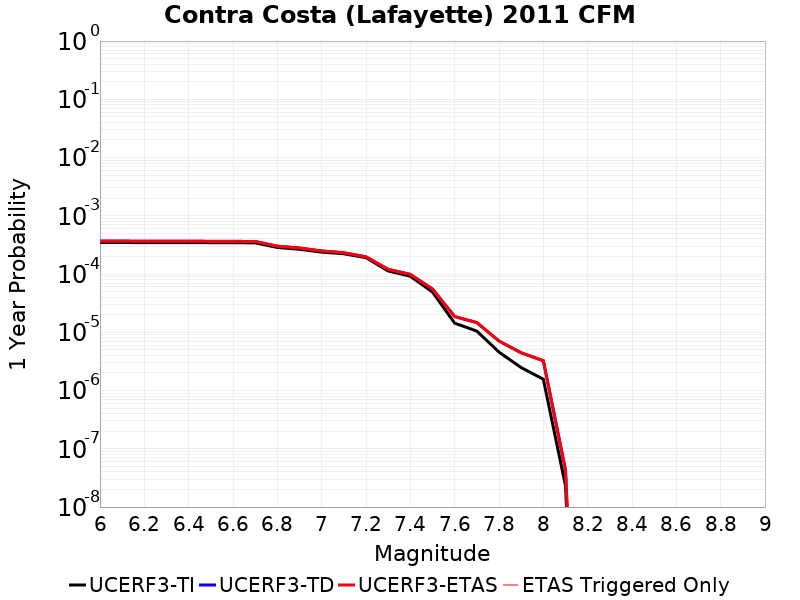 Contra Costa (Lafayette) 2011 CFM
10^0
10^-1
10^-2
10^-3
10^-4
10^-5
10^-6
10^-7
10^-8
1 Year Probability
6 6.2 6.4 6.6 6.8 7 7.2 7.4 7.6 7.8 8 8.2 8.4 8.6 8.8 9
Magnitude
UCERF3-TI UCERF3-TD UCERF3-ETAS ETAS Triggered Only